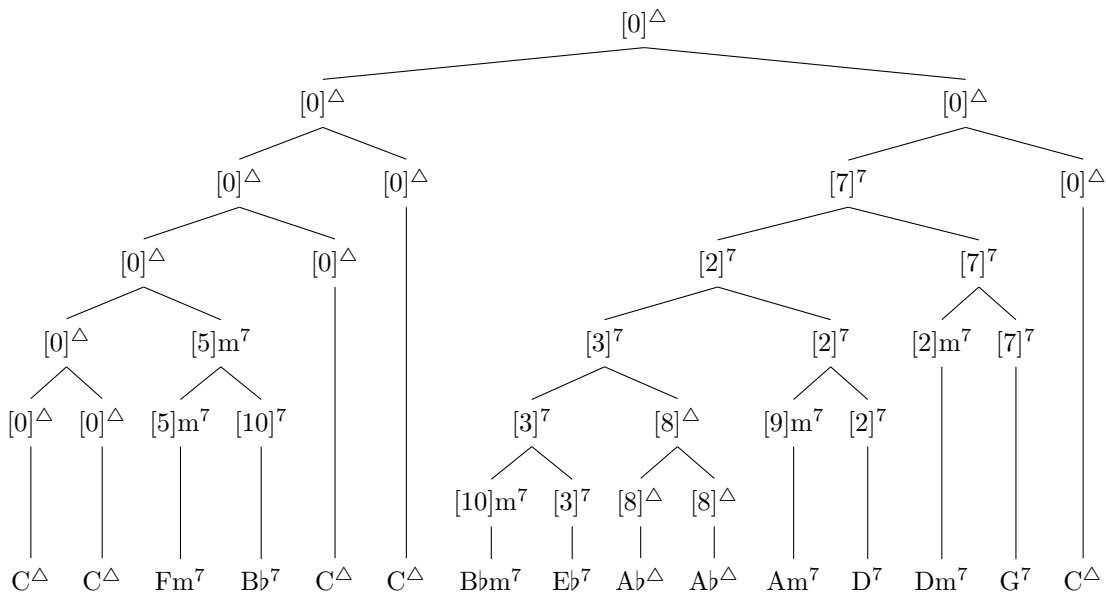 [0]△
[0]△ [0]△
[0]△ [0]△ [7]⁷ [0]△
[0]△ [0]△ [2]⁷ [7]⁷
[0]△ [5]m⁷ [3]⁷ [2]⁷ [2]m⁷ [7]⁷
[0]△ [0]△ [5]m⁷ [10]⁷ [3]⁷ [8]△ [9]m⁷ [2]⁷
[10]m⁷ [3]⁷ [8]△ [8]△
C△ C△ Fm⁷ B♭⁷ C△ C△ B♭m⁷ E♭⁷ A♭△ A♭△ Am⁷ D⁷ Dm⁷ G⁷ C△